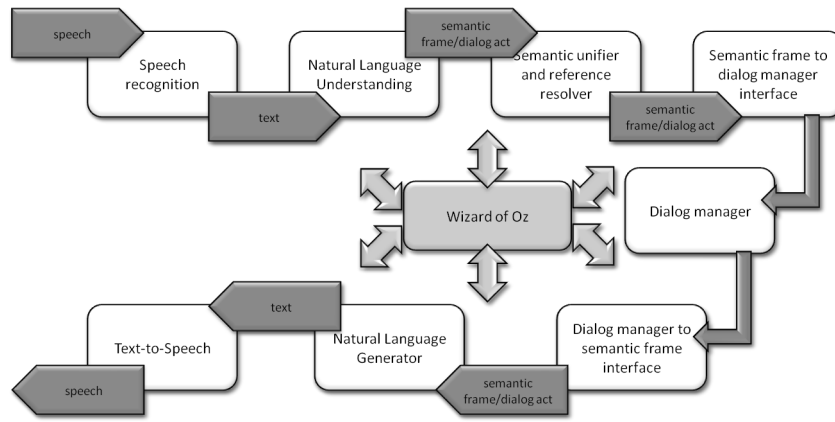 speech
Speech
recognition
text
Natural Language
Understanding
semantic
frame/dialog act
Semantic unifier
and reference
resolver
semantic
frame/dialog act
Semantic frame to
dialog manager
interface
Wizard of Oz
Dialog manager
Dialog manager to
semantic frame
interface
semantic
frame/dialog act
Natural Language
Generator
text
Text-to-Speech
speech